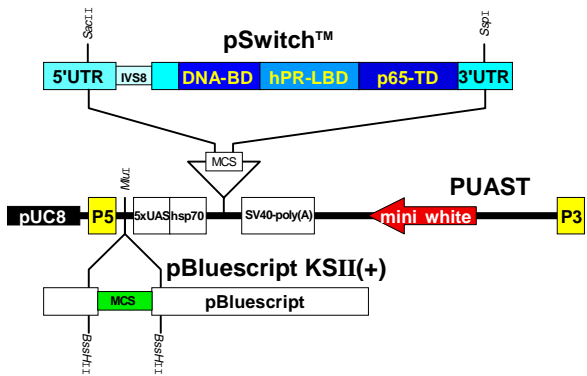 SacII
SspI
pSwitch™
5'UTR IVS8 DNA-BD hPR-LBD p65-TD 3'UTR
MCS
MluI
PUAST
pUC8 P5 5xUAS hsp70 SV40-poly(A) mini white P3
pBluescript KSII(+)
MCS pBluescript
BssHII BssHII